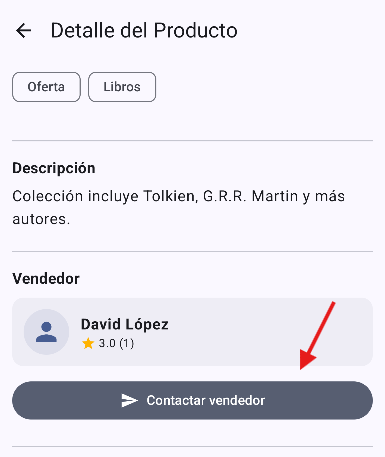 Detalle del Producto
Oferta
Libros
Descripción
Colección incluye Tolkien, G.R.R. Martin y más
autores.
Vendedor
David López
3.0 (1)
Contactar vendedor